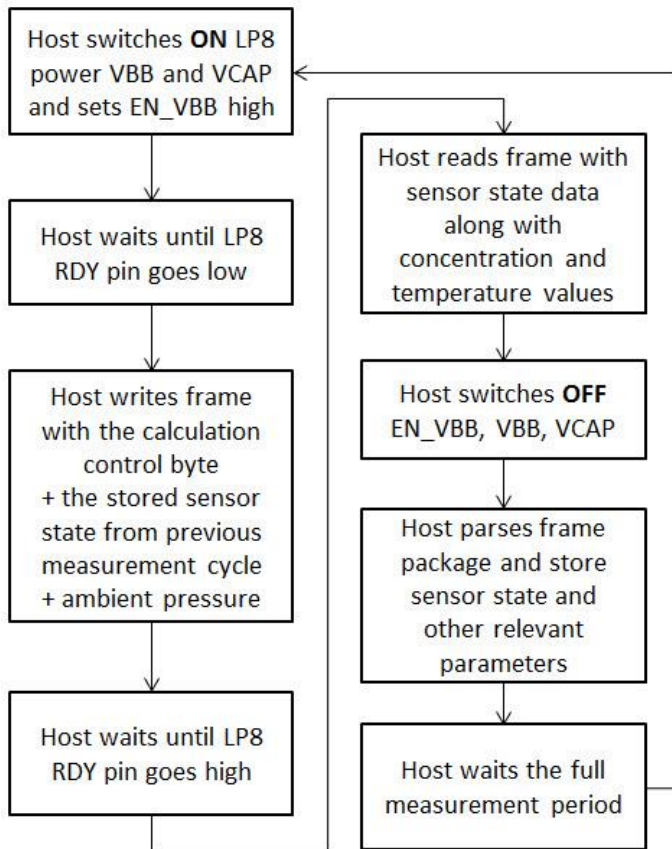 Host switches ON LP8
power VBB and VCAP
and sets EN_VBB high
Host waits until LP8
RDY pin goes low
Host writes frame
with the calculation
control byte
+ the stored sensor
state from previous
measurement cycle
+ ambient pressure
Host waits until LP8
RDY pin goes high
Host reads frame with
sensor state data
along with
concentration and
temperature values
Host switches OFF
EN_VBB, VBB, VCAP
Host parses frame
package and store
sensor state and
other relevant
parameters
Host waits the full
measurement period